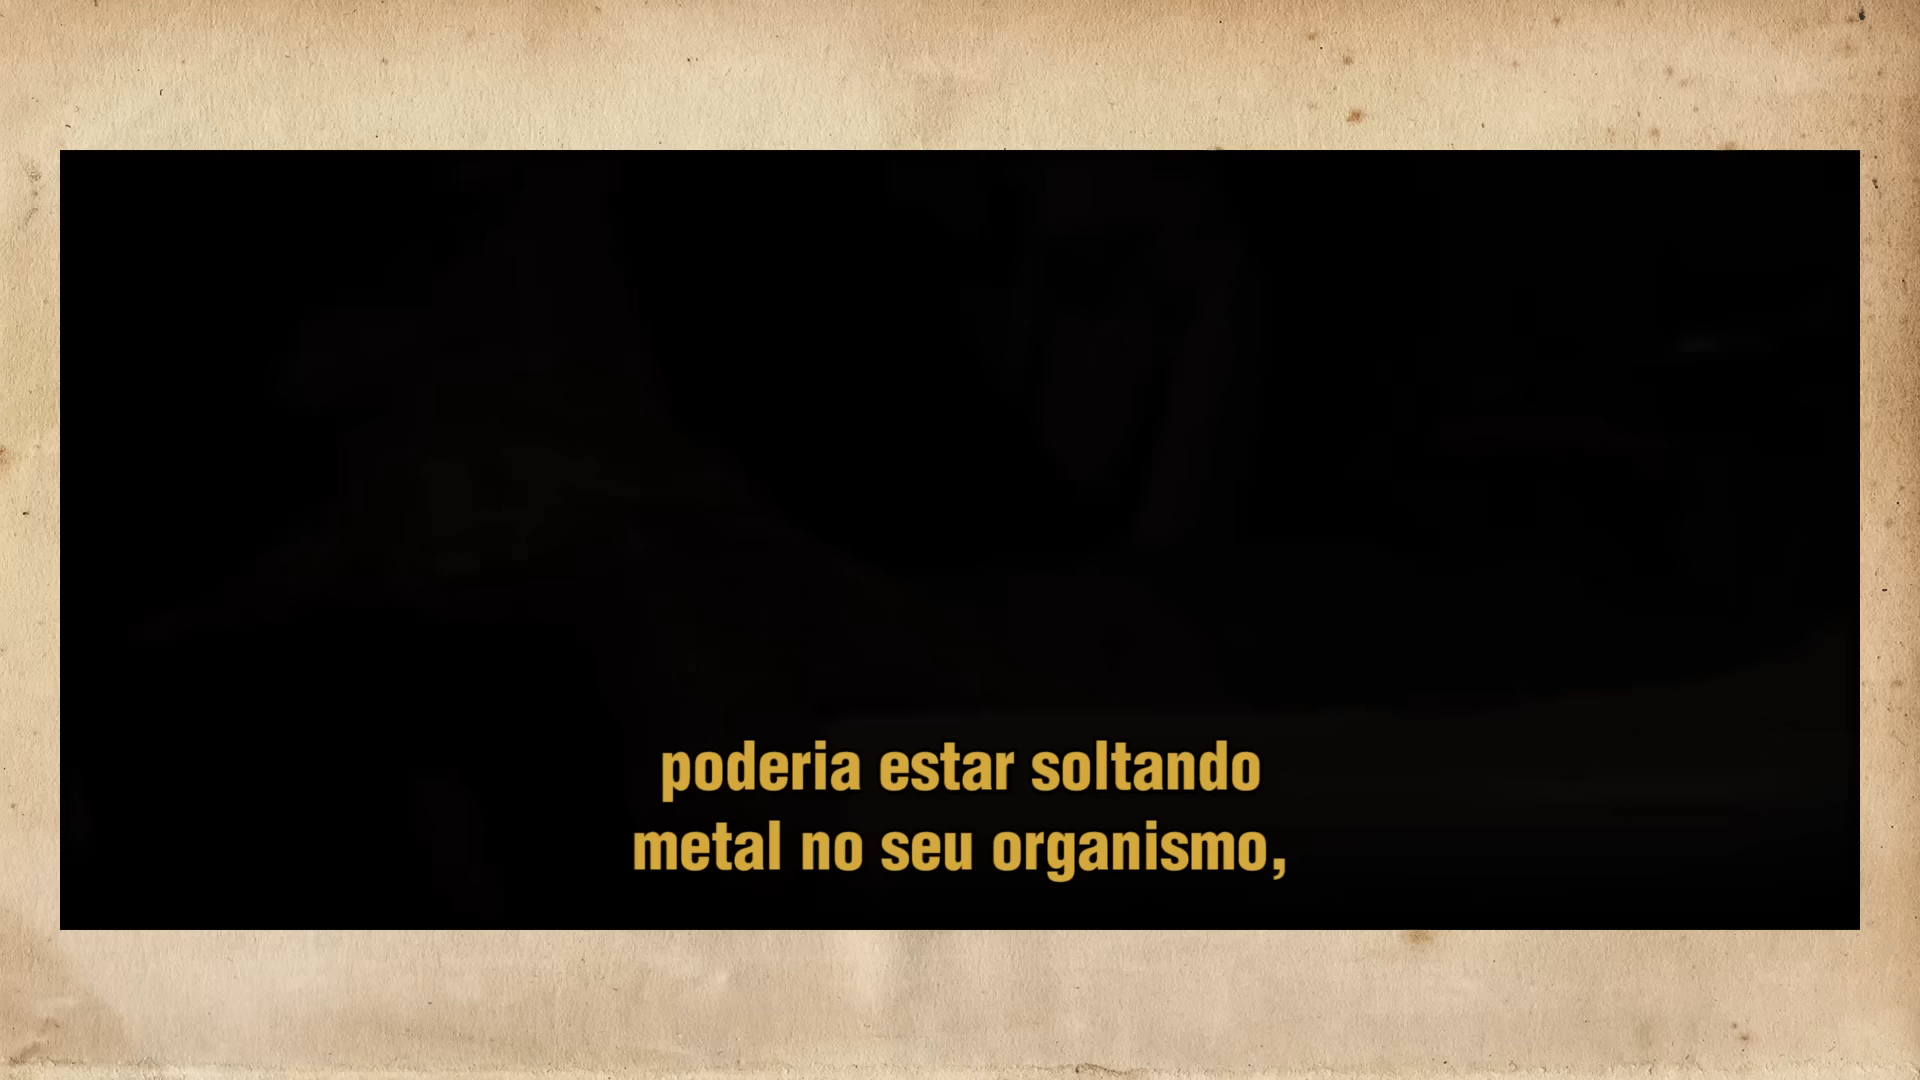 poderia estar soltando
metal no seu organismo,